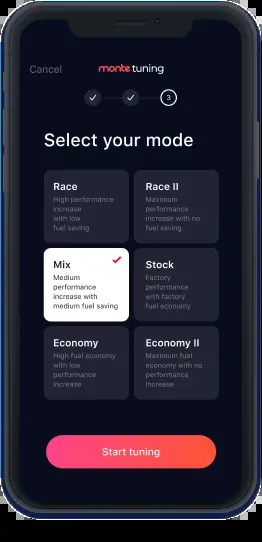 Cancel
monte tuning
3
Select your mode
Race
High performance
increase
with low
fuel saving
Race II
Maximum
performance
increase with no
fuel saving
Mix
Medium
performance
increase with
medium fuel saving
Stock
Factory
performance
with factory
fuel economy
Economy
High fuel economy
with low
performance
increase
Economy II
Maximum fuel
economy with no
performance
increase
Start tuning